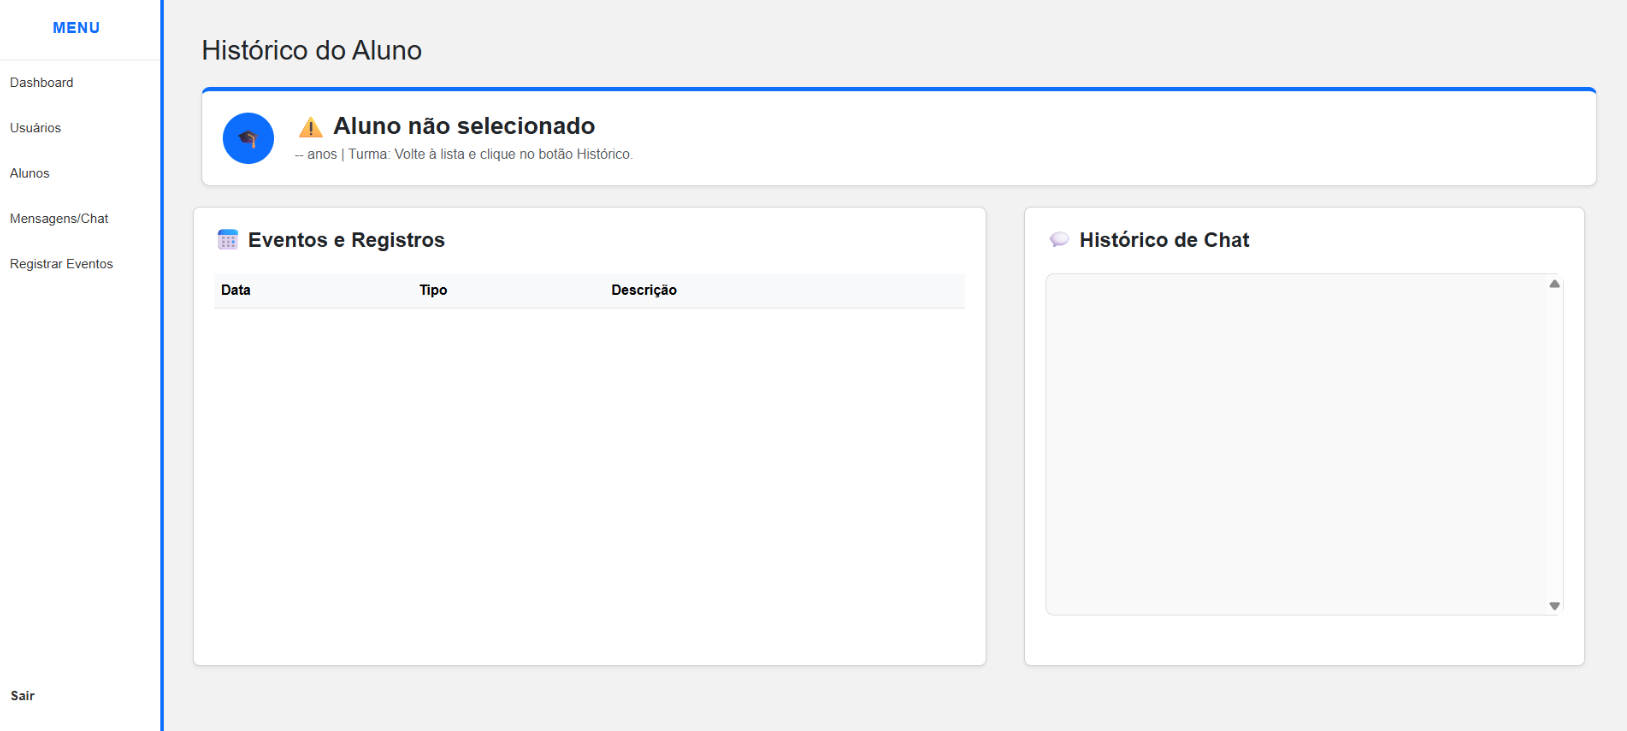 MENU
Dashboard
Usuários
Alunos
Mensagens/Chat
Registrar Eventos
Sair
Histórico do Aluno
Aluno não selecionado
-- anos | Turma: Volte à lista e clique no botão Histórico.
Eventos e Registros
Data Tipo Descrição
Histórico de Chat